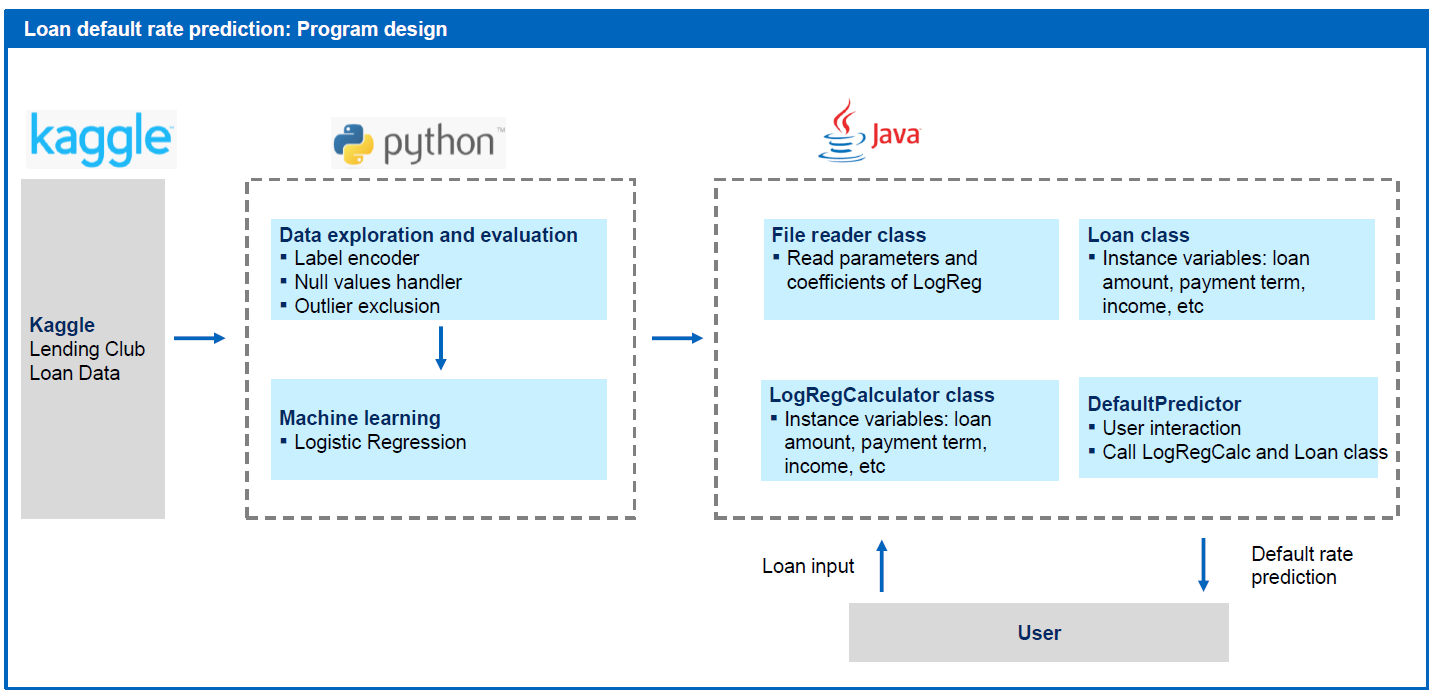 Loan default rate prediction: Program design
kaggle™
python™
Java
Kaggle
Lending Club
Loan Data
Data exploration and evaluation
▪ Label encoder
▪ Null values handler
▪ Outlier exclusion
Machine learning
▪ Logistic Regression
File reader class
▪ Read parameters and
coefficients of LogReg
Loan class
▪ Instance variables: loan
amount, payment term,
income, etc
LogRegCalculator class
▪ Instance variables: loan
amount, payment term,
income, etc
DefaultPredictor
▪ User interaction
▪ Call LogRegCalc and Loan class
Loan input
Default rate
prediction
User